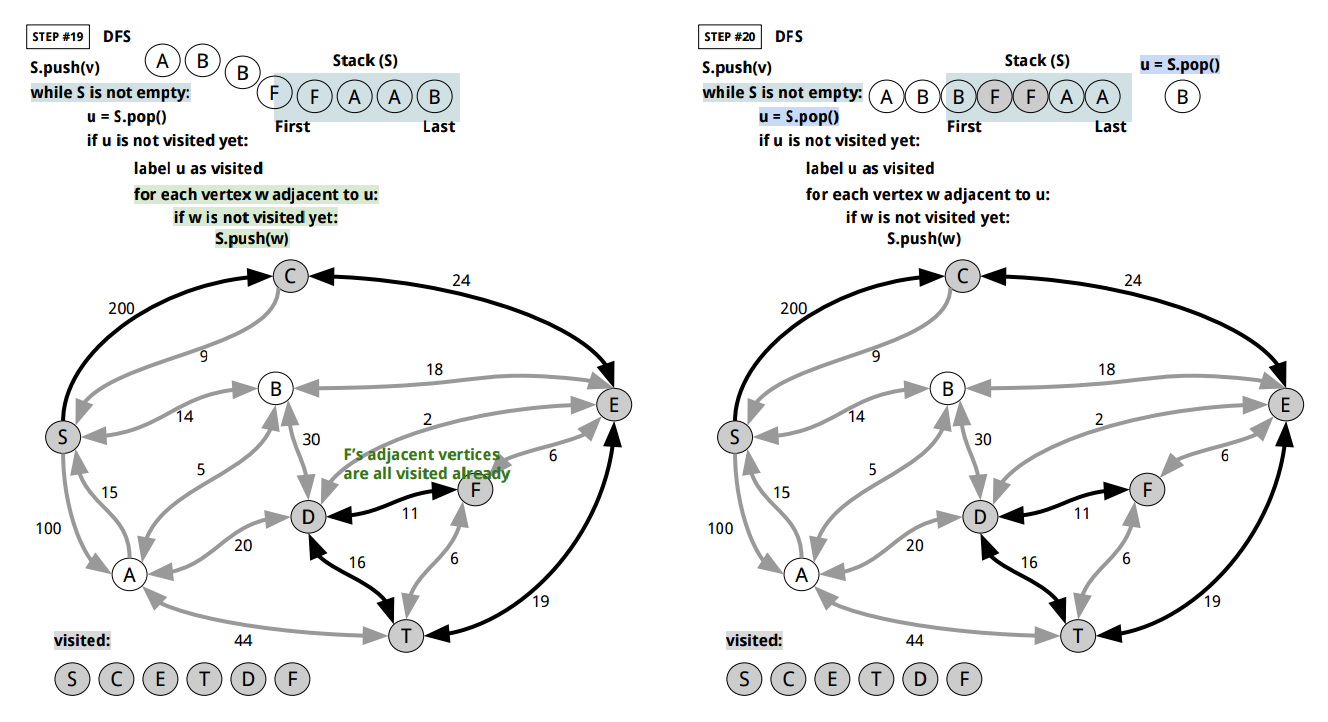 STEP #19 DFS
S.push(v)
while S is not empty:
u = S.pop()
if u is not visited yet:
label u as visited
for each vertex w adjacent to u:
if w is not visited yet:
S.push(w)
Stack (S)
A B B F F A A B
First Last
C
24
200
9
B
18
14
E
S
2
30
F's adjacent vertices
are all visited already
6
5
F
15
D
11
100
20
16
6
A
19
T
44
visited:
S C E T D F
STEP #20 DFS
S.push(v)
while S is not empty:
u = S.pop()
if u is not visited yet:
label u as visited
for each vertex w adjacent to u:
if w is not visited yet:
S.push(w)
Stack (S)
u = S.pop()
A B B F F A A B
First Last
C
24
200
9
B
18
14
E
S
2
30
6
5
F
15
D
11
100
20
16
6
A
19
T
44
visited:
S C E T D F